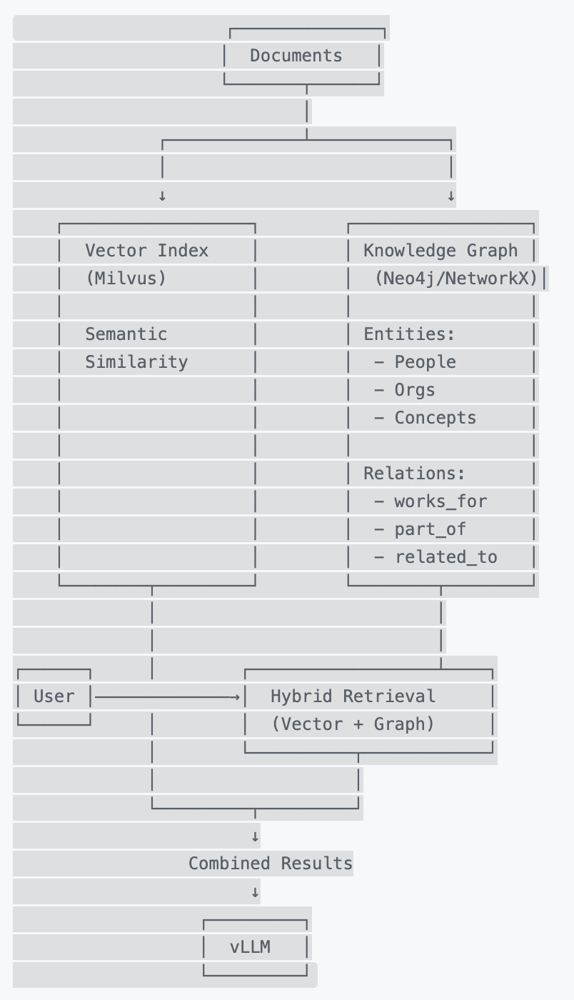 Documents
Vector Index
(Milvus)
Semantic
Similarity
Knowledge Graph
(Neo4j/NetworkX)
Entities:
- People
- Orgs
- Concepts
Relations:
- works_for
- part_of
- related_to
User
Hybrid Retrieval
(Vector + Graph)
Combined Results
vLLM